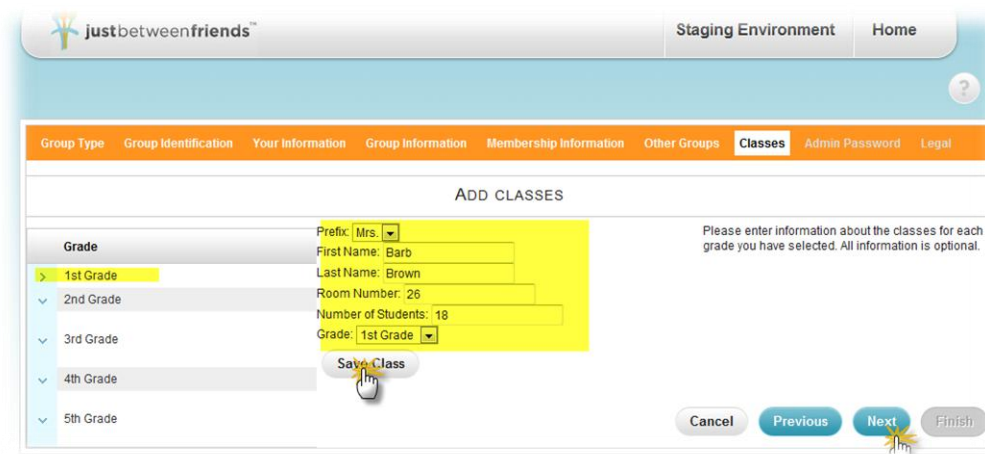 justbetweenfriends™
Staging Environment
Home
?
Group Type Group Identification Your Information Group Information Membership Information Other Groups Classes Admin Password Legal
ADD CLASSES
Grade
1st Grade
2nd Grade
3rd Grade
4th Grade
5th Grade
Prefix: Mrs.
First Name: Barb
Last Name: Brown
Room Number: 26
Number of Students: 18
Grade: 1st Grade
Save Class
Please enter information about the classes for each
grade you have selected. All information is optional.
Cancel Previous Next Finish